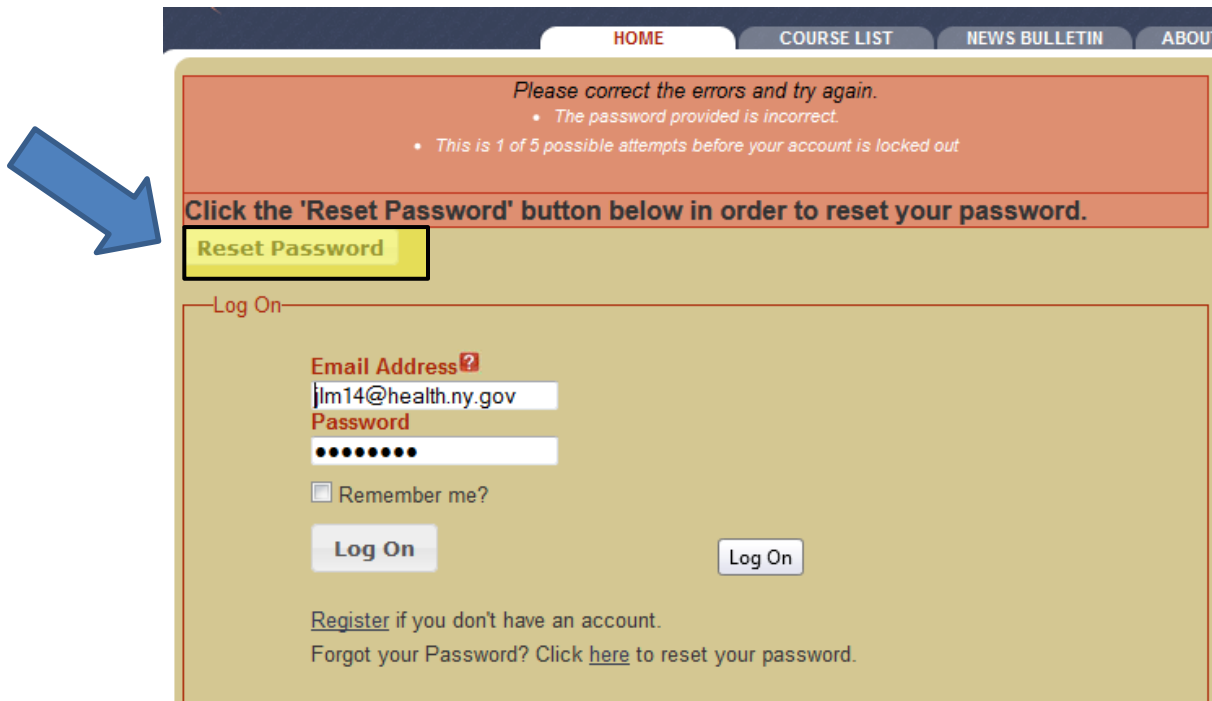 HOME COURSE LIST NEWS BULLETIN ABOU
Please correct the errors and try again.
• The password provided is incorrect.
• This is 1 of 5 possible attempts before your account is locked out
Click the 'Reset Password' button below in order to reset your password.
Reset Password
Log On
Email Address?
jlm14@health.ny.gov
Password
••••••••
Remember me?
Log On Log On
Register if you don't have an account.
Forgot your Password? Click here to reset your password.